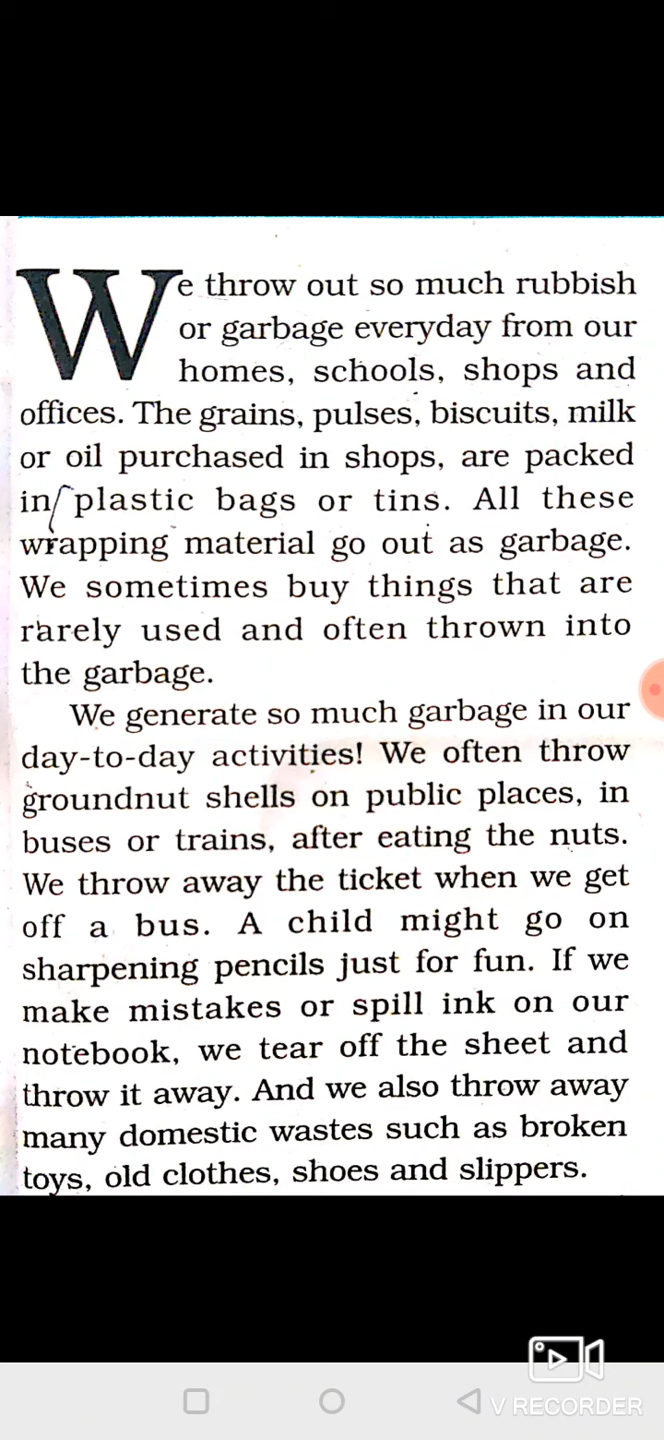 We throw out so much rubbish
or garbage everyday from our
homes, schools, shops and
offices. The grains, pulses, biscuits, milk
or oil purchased in shops, are packed
in plastic bags or tins. All these
wrapping material go out as garbage.
We sometimes buy things that are
rarely used and often thrown into
the garbage.
We generate so much garbage in our
day-to-day activities! We often throw
groundnut shells on public places, in
buses or trains, after eating the nuts.
We throw away the ticket when we get
off a bus. A child might go on
sharpening pencils just for fun. If we
make mistakes or spill ink on our
notebook, we tear off the sheet and
throw it away. And we also throw away
many domestic wastes such as broken
toys, old clothes, shoes and slippers.
V RECORDER